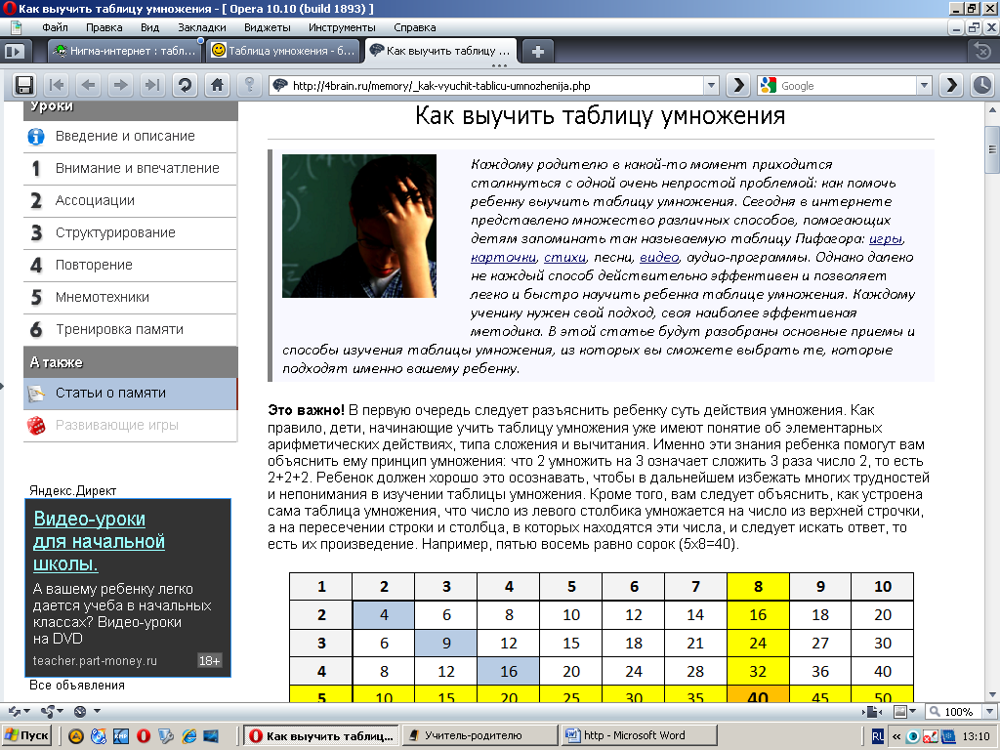 Как выучить таблицу умножения - [ Opera 10.10 (build 1893) ]
Файл Правка Вид Закладки Виджеты Инструменты Справка
Нигма-интернет : табл... Таблица умножения - б... Как выучить таблицу ...
http://4brain.ru/memory/_kak-vyuchit-tablicu-umnozhenija.php Google
Уроки
Введение и описание
1 Внимание и впечатление
2 Ассоциации
3 Структурирование
4 Повторение
5 Мнемотехники
6 Тренировка памяти
А также
Статьи о памяти
Развивающие игры
Яндекс.Директ
Видео-уроки
для начальной
школы.
А вашему ребенку легко
дается учеба в начальных
классах? Видео-уроки
на DVD
teacher.part-money.ru 18+
Все объявления
Как выучить таблицу умножения
Каждому родителю в какой-то момент приходится
столкнуться с одной очень непростой проблемой: как помочь
ребенку выучить таблицу умножения. Сегодня в интернете
представлено множество различных способов, помогающих
детям запоминать так называемую таблицу Пифагора: игры,
карточки, стихи, песни, видео, аудио-программы. Однако далеко
не каждый способ действительно эффективен и позволяет
легко и быстро научить ребенка таблице умножения. Каждому
ученику нужен свой подход, своя наиболее эффективная
методика. В этой статье будут разобраны основные приемы и
способы изучения таблицы умножения, из которых вы сможете выбрать те, которые
подходят именно вашему ребенку.
Это важно! В первую очередь следует разъяснить ребенку суть действия умножения. Как
правило, дети, начинающие учить таблицу умножения уже имеют понятие об элементарных
арифметических действиях, типа сложения и вычитания. Именно эти знания ребенка помогут вам
объяснить ему принцип умножения: что 2 умножить на 3 означает сложить 3 раза число 2, то есть
2+2+2. Ребенок должен хорошо это осознавать, чтобы в дальнейшем избежать многих трудностей
и непонимания в изучении таблицы умножения. Кроме того, вам следует объяснить, как устроена
сама таблица умножения, что число из левого столбика умножается на число из верхней строчки,
а на пересечении строки и столбца, в которых находятся эти числа, и следует искать ответ, то
есть их произведение. Например, пятью восемь равно сорок (5х8=40).
1 2 3 4 5 6 7 8 9 10
2 4 6 8 10 12 14 16 18 20
3 6 9 12 15 18 21 24 27 30
4 8 12 16 20 24 28 32 36 40
5 10 15 20 25 30 35 40 45 50
100%
Пуск Как выучить таблиц... Учитель-родителю http - Microsoft Word RU 13:10